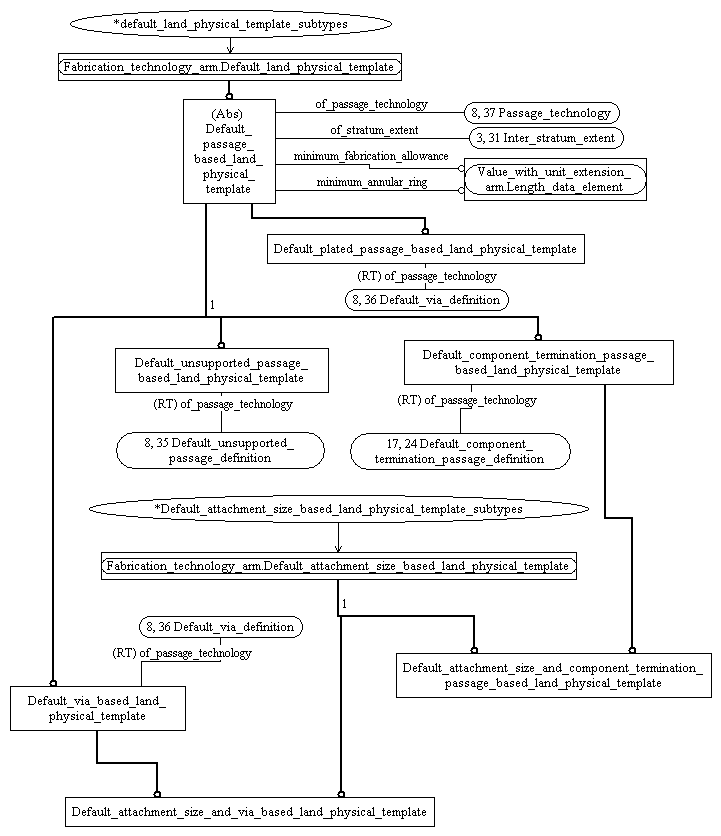 *default_land_physical_template_subtypes
Fabrication_technology_arm.Default_land_physical_template
(Abs)
Default_
passage_
based_land_
physical_
template
of_passage_technology
8, 37 Passage_technology
of_stratum_extent
3, 31 Inter_stratum_extent
minimum_fabrication_allowance
minimum_annular_ring
Value_with_unit_extension_
arm.Length_data_element
Default_plated_passage_based_land_physical_template
(RT) of_passage_technology
8, 36 Default_via_definition
1
Default_unsupported_passage_
based_land_physical_template
(RT) of_passage_technology
8, 35 Default_unsupported_
passage_definition
Default_component_termination_passage_
based_land_physical_template
(RT) of_passage_technology
17, 24 Default_component_
termination_passage_definition
*Default_attachment_size_based_land_physical_template_subtypes
Fabrication_technology_arm.Default_attachment_size_based_land_physical_template
1
8, 36 Default_via_definition
(RT) of_passage_technology
Default_attachment_size_and_component_termination_
passage_based_land_physical_template
Default_via_based_land_
physical_template
Default_attachment_size_and_via_based_land_physical_template